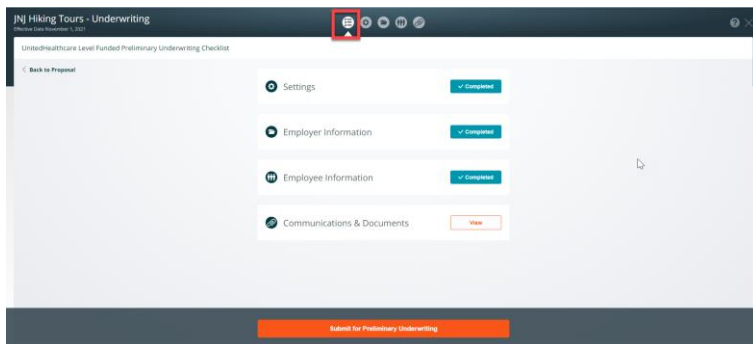 JNJ Hiking Tours - Underwriting
Effective Date November 1, 2021
UnitedHealthcare Level Funded Preliminary Underwriting Checklist
Back to Proposal
Settings
Completed
Employer Information
Completed
Employee Information
Completed
Communications & Documents
View
Submit for Preliminary Underwriting